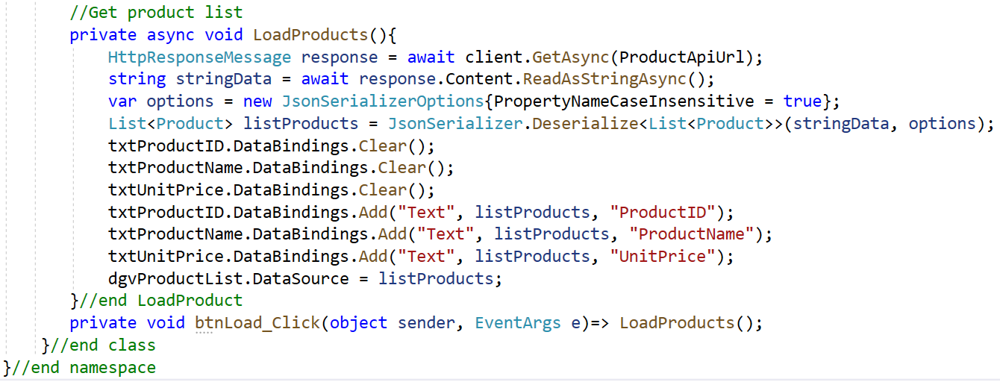 //Get product list
private async void LoadProducts(){
HttpResponseMessage response = await client.GetAsync(ProductApiUrl);
string stringData = await response.Content.ReadAsStringAsync();
var options = new JsonSerializerOptions{PropertyNameCaseInsensitive = true};
List<Product> listProducts = JsonSerializer.Deserialize<List<Product>>(stringData, options);
txtProductID.DataBindings.Clear();
txtProductName.DataBindings.Clear();
txtUnitPrice.DataBindings.Clear();
txtProductID.DataBindings.Add("Text", listProducts, "ProductID");
txtProductName.DataBindings.Add("Text", listProducts, "ProductName");
txtUnitPrice.DataBindings.Add("Text", listProducts, "UnitPrice");
dgvProductList.DataSource = listProducts;
}//end LoadProduct
private void btnLoad_Click(object sender, EventArgs e)=> LoadProducts();
}//end class
}//end namespace